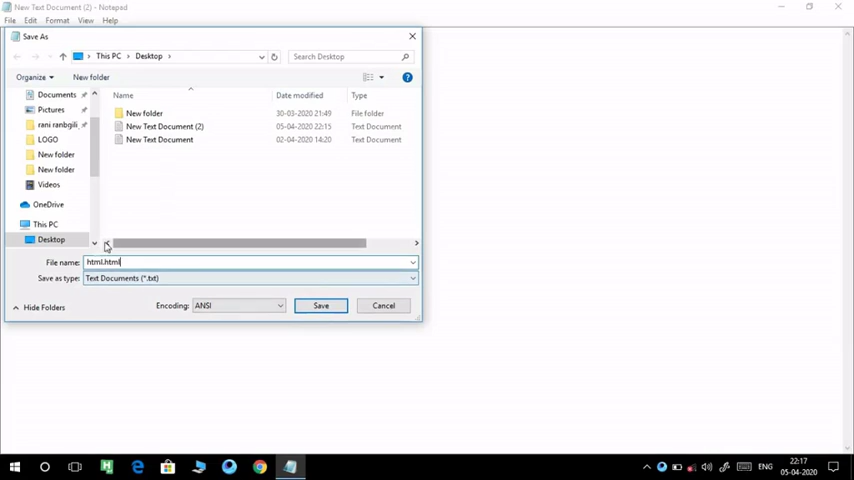 New Text Document (2) - Notepad
File Edit Format View Help
Save As
This PC Desktop
Search Desktop
Organize New folder
Name Date modified Type
Documents
Pictures
rani ranbgili
LOGO
New folder
New folder
Videos
OneDrive
This PC
Desktop
New folder 30-03-2020 21:49 File folder
New Text Document (2) 05-04-2020 22:15 Text Document
New Text Document 02-04-2020 14:20 Text Document
File name: html.html
Save as type: Text Documents (*.txt)
Hide Folders
Encoding: ANSI Save Cancel
ENG
22:17
05-04-2020